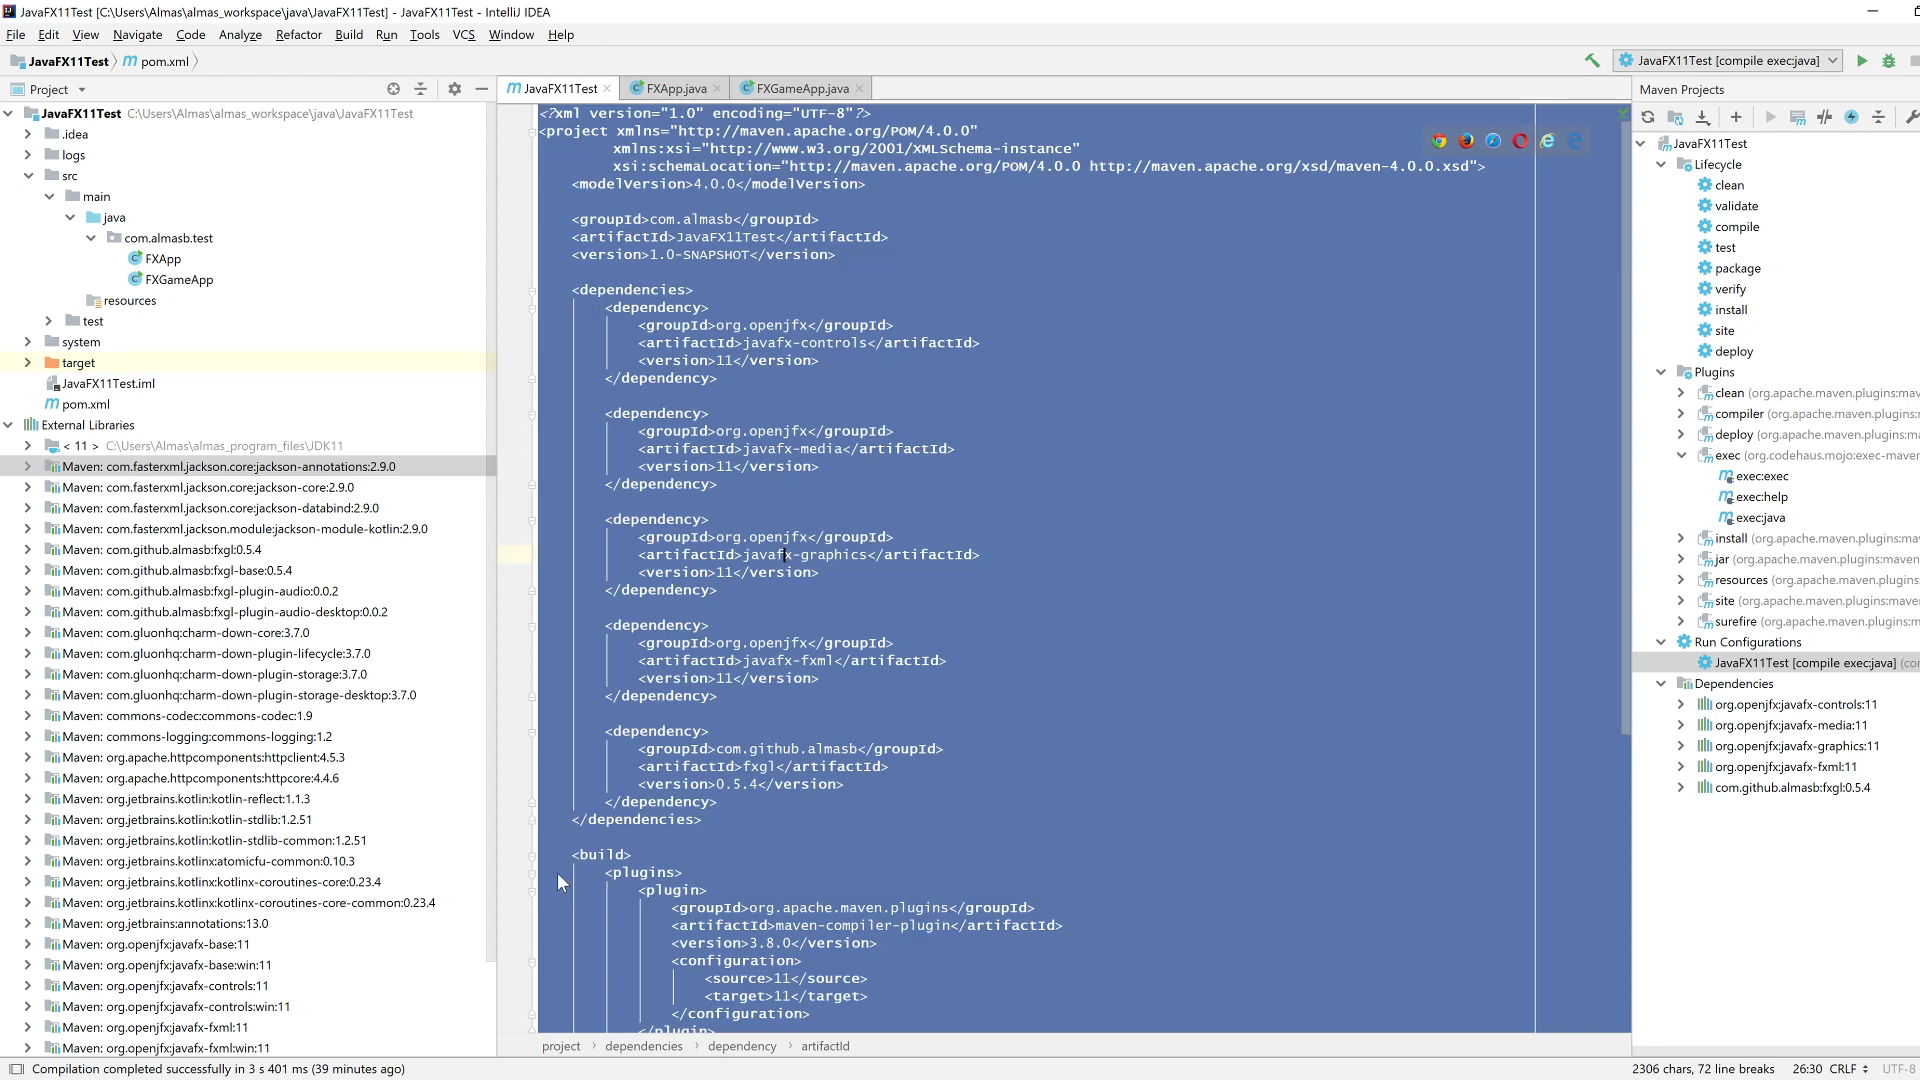 JavaFX11Test [C:\Users\Almas\almas_workspace\java\JavaFX11Test] - JavaFX11Test - IntelliJ IDEA
File Edit View Navigate Code Analyze Refactor Build Run Tools VCS Window Help
JavaFX11Test pom.xml
JavaFX11Test [compile exec:java]
Project
JavaFX11Test C:\Users\Almas\almas_workspace\java\JavaFX11Test
.idea
logs
src
main
java
com.almasb.test
FXApp
FXGameApp
resources
test
system
target
JavaFX11Test.iml
pom.xml
External Libraries
< 11 > C:\Users\Almas\almas_program_files\JDK11
Maven: com.fasterxml.jackson.core:jackson-annotations:2.9.0
Maven: com.fasterxml.jackson.core:jackson-core:2.9.0
Maven: com.fasterxml.jackson.core:jackson-databind:2.9.0
Maven: com.fasterxml.jackson.module:jackson-module-kotlin:2.9.0
Maven: com.github.almasb:fxgl:0.5.4
Maven: com.github.almasb:fxgl-base:0.5.4
Maven: com.github.almasb:fxgl-plugin-audio:0.0.2
Maven: com.github.almasb:fxgl-plugin-audio-desktop:0.0.2
Maven: com.gluonhq:charm-down-core:3.7.0
Maven: com.gluonhq:charm-down-plugin-lifecycle:3.7.0
Maven: com.gluonhq:charm-down-plugin-storage:3.7.0
Maven: com.gluonhq:charm-down-plugin-storage-desktop:3.7.0
Maven: commons-codec:commons-codec:1.9
Maven: commons-logging:commons-logging:1.2
Maven: org.apache.httpcomponents:httpclient:4.5.3
Maven: org.apache.httpcomponents:httpcore:4.4.6
Maven: org.jetbrains.kotlin:kotlin-reflect:1.1.3
Maven: org.jetbrains.kotlin:kotlin-stdlib:1.2.51
Maven: org.jetbrains.kotlin:kotlin-stdlib-common:1.2.51
Maven: org.jetbrains.kotlinx:atomicfu-common:0.10.3
Maven: org.jetbrains.kotlinx:kotlinx-coroutines-core:0.23.4
Maven: org.jetbrains.kotlinx:kotlinx-coroutines-core-common:0.23.4
Maven: org.jetbrains:annotations:13.0
Maven: org.openjfx:javafx-base:11
Maven: org.openjfx:javafx-base:win:11
Maven: org.openjfx:javafx-controls:11
Maven: org.openjfx:javafx-controls:win:11
Maven: org.openjfx:javafx-fxml:11
Maven: org.openjfx:javafx-fxml:win:11
JavaFX11Test FXApp.java FXGameApp.java
<?xml version="1.0" encoding="UTF-8"?>
<project xmlns="http://maven.apache.org/POM/4.0.0"
xmlns:xsi="http://www.w3.org/2001/XMLSchema-instance"
xsi:schemaLocation="http://maven.apache.org/POM/4.0.0 http://maven.apache.org/xsd/maven-4.0.0.xsd">
<modelVersion>4.0.0</modelVersion>
<groupId>com.almasb</groupId>
<artifactId>JavaFX11Test</artifactId>
<version>1.0-SNAPSHOT</version>
<dependencies>
<dependency>
<groupId>org.openjfx</groupId>
<artifactId>javafx-controls</artifactId>
<version>11</version>
</dependency>
<dependency>
<groupId>org.openjfx</groupId>
<artifactId>javafx-media</artifactId>
<version>11</version>
</dependency>
<dependency>
<groupId>org.openjfx</groupId>
<artifactId>javafx-graphics</artifactId>
<version>11</version>
</dependency>
<dependency>
<groupId>org.openjfx</groupId>
<artifactId>javafx-fxml</artifactId>
<version>11</version>
</dependency>
<dependency>
<groupId>com.github.almasb</groupId>
<artifactId>fxgl</artifactId>
<version>0.5.4</version>
</dependency>
</dependencies>
<build>
<plugins>
<plugin>
<groupId>org.apache.maven.plugins</groupId>
<artifactId>maven-compiler-plugin</artifactId>
<version>3.8.0</version>
<configuration>
<source>11</source>
<target>11</target>
</configuration>
</plugin>
project dependencies dependency artifactId
Maven Projects
JavaFX11Test
Lifecycle
clean
validate
compile
test
package
verify
install
site
deploy
Plugins
clean (org.apache.maven.plugins:m
compiler (org.apache.maven.plugins
deploy (org.apache.maven.plugins:
exec (org.codehaus.mojo:exec-maven
exec:exec
exec:help
exec:java
install (org.apache.maven.plugins:m
jar (org.apache.maven.plugins:maven
resources (org.apache.maven.plugins
site (org.apache.maven.plugins:mav
surefire (org.apache.maven.plugins:
Run Configurations
JavaFX11Test [compile exec:java] (co
Dependencies
org.openjfx:javafx-controls:11
org.openjfx:javafx-media:11
org.openjfx:javafx-graphics:11
org.openjfx:javafx-fxml:11
com.github.almasb:fxgl:0.5.4
Compilation completed successfully in 3 s 401 ms (39 minutes ago)
2306 chars, 72 line breaks 26:30 CRLF UTF-8